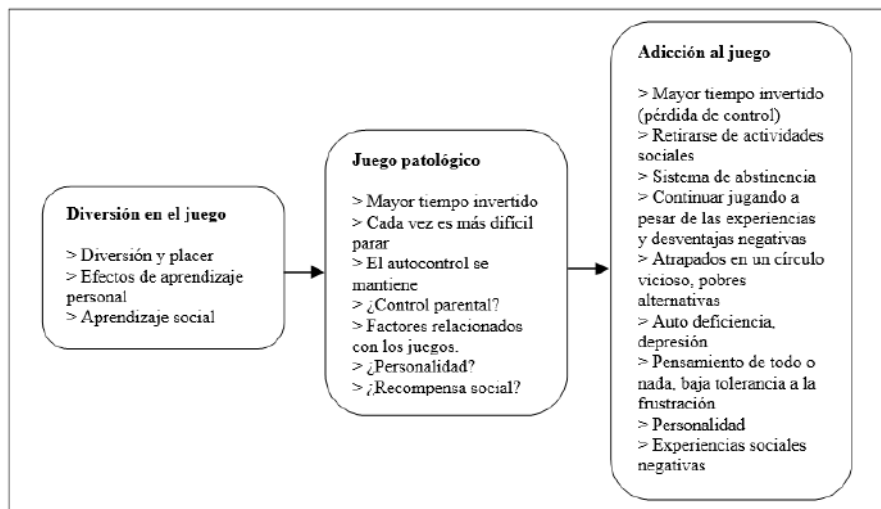 Diversión en el juego
> Diversión y placer
> Efectos de aprendizaje
personal
> Aprendizaje social
Juego patológico
> Mayor tiempo invertido
> Cada vez es más difícil
parar
> El autocontrol se
mantiene
> ¿Control parental?
> Factores relacionados
con los juegos.
> ¿Personalidad?
> ¿Recompensa social?
Adicción al juego
> Mayor tiempo invertido
(pérdida de control)
> Retirarse de actividades
sociales
> Sistema de abstinencia
> Continuar jugando a
pesar de las experiencias
y desventajas negativas
> Atrapados en un círculo
vicioso, pobres
alternativas
> Auto deficiencia,
depresión
> Pensamiento de todo o
nada, baja tolerancia a la
frustración
> Personalidad
> Experiencias sociales
negativas